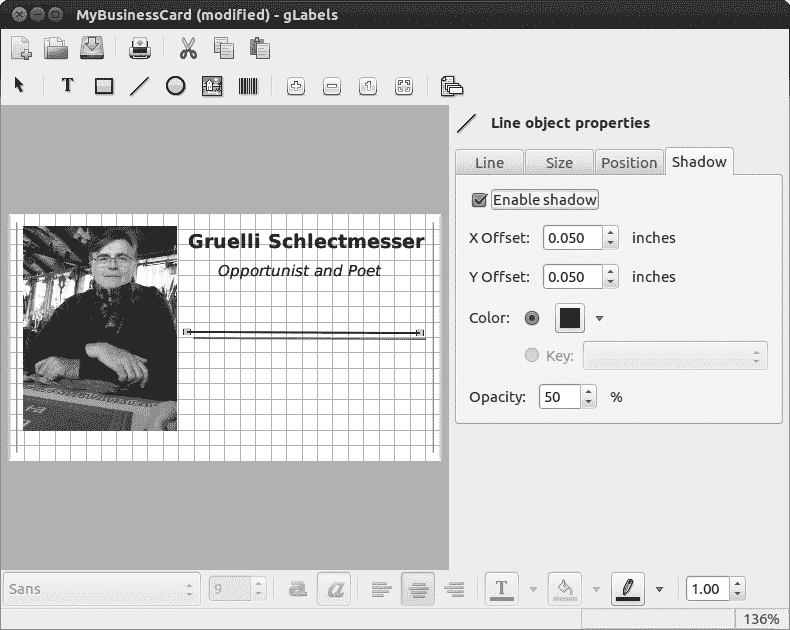 MyBusinessCard (modified) - gLabels
T
1
Line object properties
Line Size Position Shadow
Enable shadow
Gruelli Schlectmesser
X Offset: 0.050 inches
Opportunist and Poet
Y Offset: 0.050 inches
Color:
Key:
Opacity: 50 %
Sans 9 a a T 1.00
136%